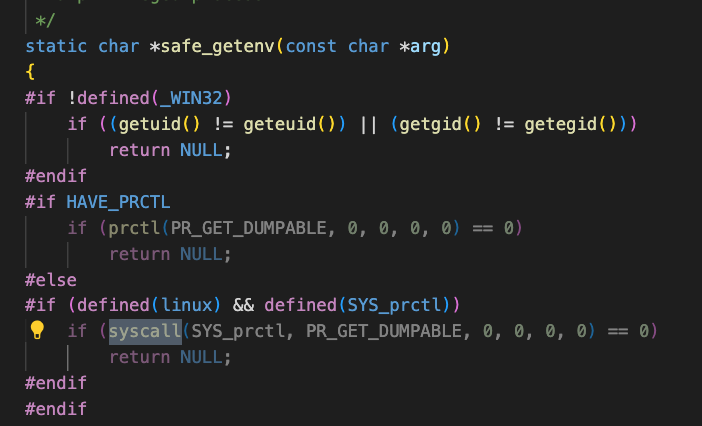 */
static char *safe_getenv(const char *arg)
{
#if !defined(_WIN32)
if ((getuid() != geteuid()) || (getgid() != getegid()))
return NULL;
#endif
#if HAVE_PRCTL
if (prctl(PR_GET_DUMPABLE, 0, 0, 0, 0) == 0)
return NULL;
#else
#if (defined(linux) && defined(SYS_prctl))
if (syscall(SYS_prctl, PR_GET_DUMPABLE, 0, 0, 0, 0) == 0)
return NULL;
#endif
#endif